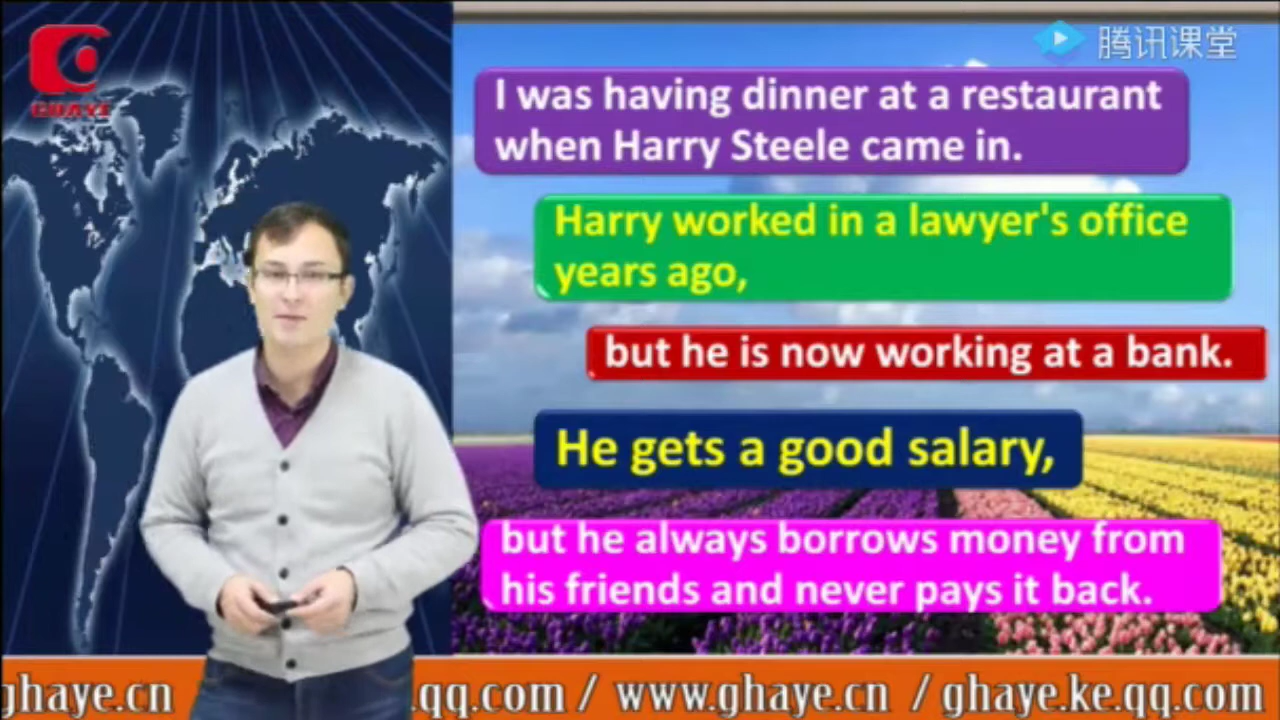 GHAYE
腾讯课堂
I was having dinner at a restaurant
when Harry Steele came in.
Harry worked in a lawyer's office
years ago,
but he is now working at a bank.
He gets a good salary,
but he always borrows money from
his friends and never pays it back.
ghaye.cn .qq.com / www.ghaye.cn / ghaye.ke.qq.com